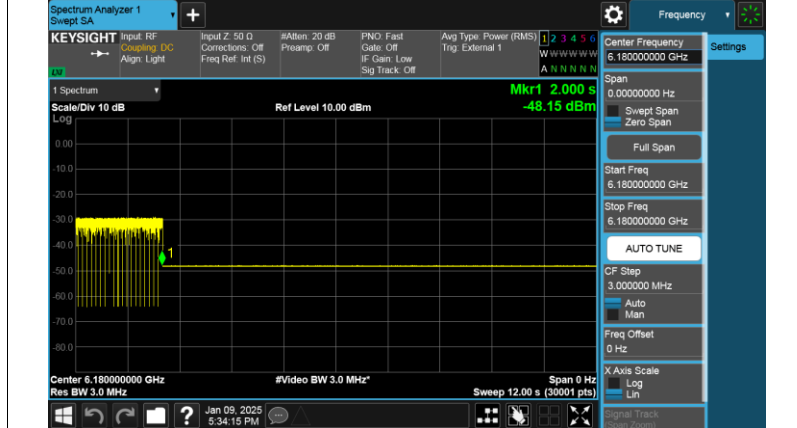 Spectrum Analyzer 1
Swept SA
+
Frequency
KEYSIGHT
Input: RF
Coupling: DC
Align: Light
Input Z: 50 Ω
Corrections: Off
Freq Ref: Int (S)
#Atten: 20 dB
Preamp: Off
PNO: Fast
Gate: Off
IF Gain: Low
Sig Track: Off
Avg Type: Power (RMS)
Trig: External 1
1 2 3 4 5 6
W W W W W W
A N N N N N
1 Spectrum
Scale/Div 10 dB
Ref Level 10.00 dBm
Mkr1 2.000 s
-48.15 dBm
Log
0.00
-10.0
-20.0
-30.0
-40.0
-50.0
-60.0
-70.0
-80.0
1
Center 6.180000000 GHz
Res BW 3.0 MHz
#Video BW 3.0 MHz*
Span 0 Hz
Sweep 12.00 s (30001 pts)
Center Frequency
6.180000000 GHz
Settings
Span
0.00000000 Hz
Swept Span
Zero Span
Full Span
Start Freq
6.180000000 GHz
Stop Freq
6.180000000 GHz
AUTO TUNE
CF Step
3.000000 MHz
Auto
Man
Freq Offset
0 Hz
X Axis Scale
Log
Lin
Signal Track
(Span Zoom)
?
Jan 09, 2025
5:34:15 PM